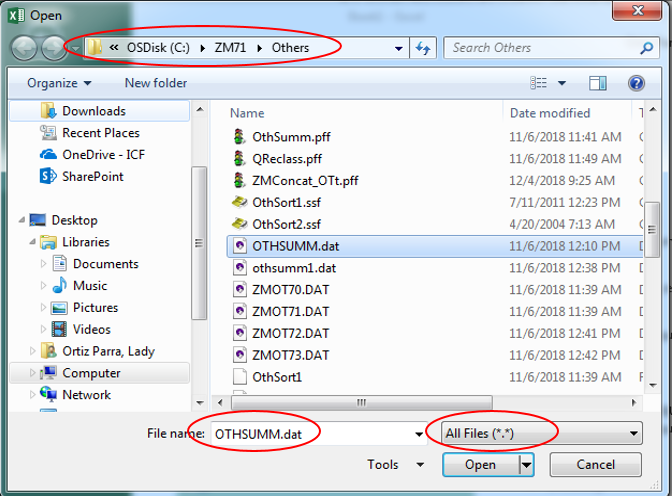 Open
« OSDisk (C:) ZM71 Others
Search Others
Organize New folder
Downloads
Recent Places
OneDrive - ICF
SharePoint
Desktop
Libraries
Documents
Music
Pictures
Videos
Ortiz Parra, Lady
Computer
Network
Name Date modified T
OthSumm.pff 11/6/2018 11:41 AM
QReclass.pff 11/6/2018 11:49 AM
ZMConcat_OTt.pff 12/4/2018 9:25 AM
OthSort1.ssf 7/11/2011 12:23 PM
OthSort2.ssf 4/20/2004 7:13 AM
OTHSUMM.dat 11/6/2018 12:10 PM
othsumm1.dat 11/6/2018 12:38 PM
ZMOT70.DAT 11/6/2018 11:39 AM
ZMOT71.DAT 11/6/2018 11:39 AM
ZMOT72.DAT 11/6/2018 12:41 PM
ZMOT73.DAT 11/6/2018 12:42 PM
OthSort1 11/6/2018 11:39 AM
File name: OTHSUMM.dat All Files (*.*)
Tools Open Cancel